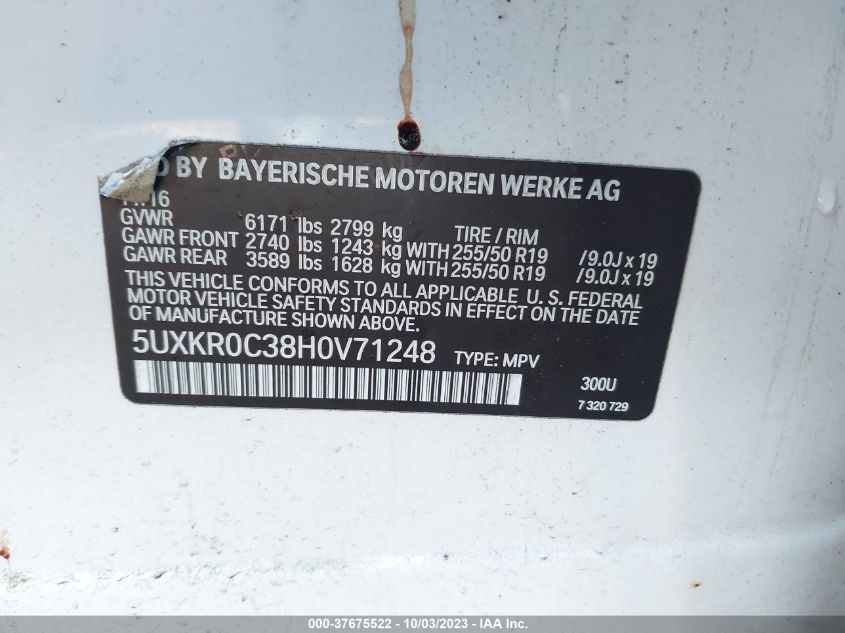 D BY BAYERISCHE MOTOREN WERKE AG
16
GVWR 6171 lbs 2799 kg TIRE / RIM
GAWR FRONT 2740 lbs 1243 kg WITH 255/50 R19 /9.0J x 19
GAWR REAR 3589 lbs 1628 kg WITH 255/50 R19 /9.0J x 19
THIS VEHICLE CONFORMS TO ALL APPLICABLE U. S. FEDERAL
MOTOR VEHICLE SAFETY STANDARDS IN EFFECT ON THE DATE
OF MANUFACTURE SHOWN ABOVE.
5UXKR0C38H0V71248 TYPE: MPV
300U
7 320 729
000-37675522 - 10/03/2023 - IAA Inc.